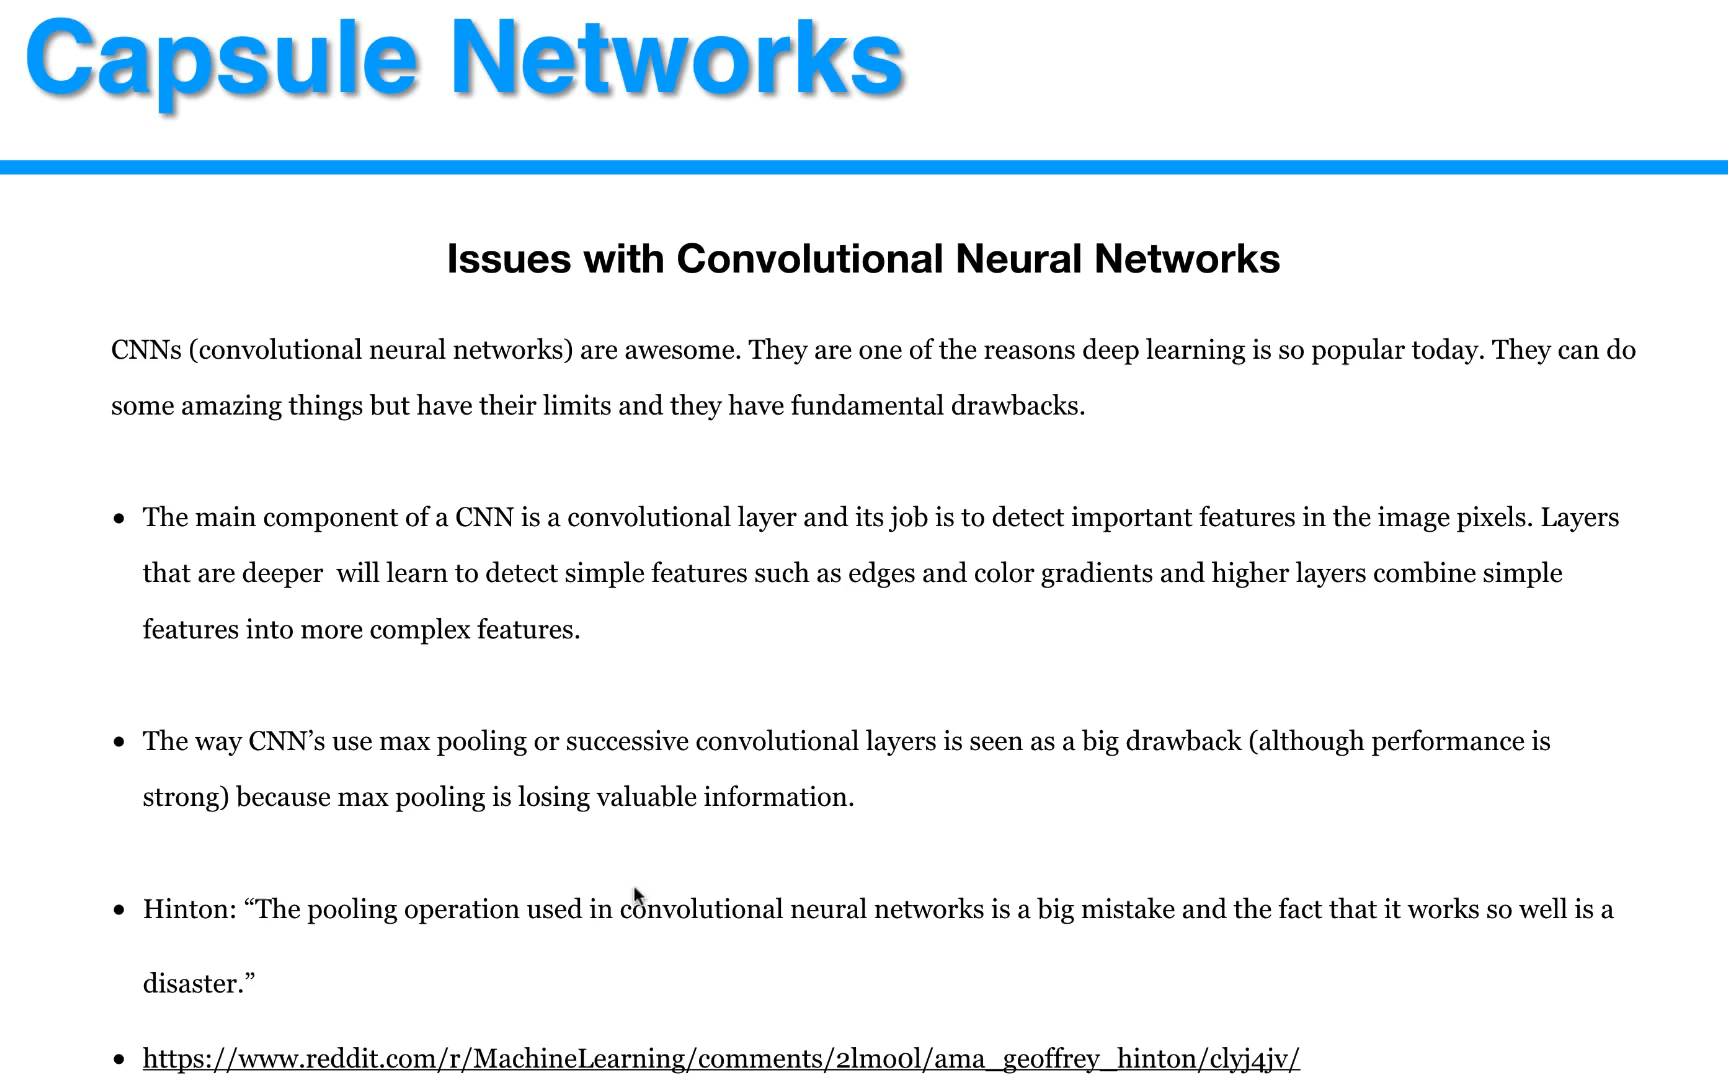 Capsule Networks
Issues with Convolutional Neural Networks
CNNs (convolutional neural networks) are awesome. They are one of the reasons deep learning is so popular today. They can do
some amazing things but have their limits and they have fundamental drawbacks.
• The main component of a CNN is a convolutional layer and its job is to detect important features in the image pixels. Layers
that are deeper  will learn to detect simple features such as edges and color gradients and higher layers combine simple
features into more complex features.
• The way CNN’s use max pooling or successive convolutional layers is seen as a big drawback (although performance is
strong) because max pooling is losing valuable information.
• Hinton: “The pooling operation used in convolutional neural networks is a big mistake and the fact that it works so well is a
disaster.”
• https://www.reddit.com/r/MachineLearning/comments/2lmo0l/ama_geoffrey_hinton/clyj4jv/